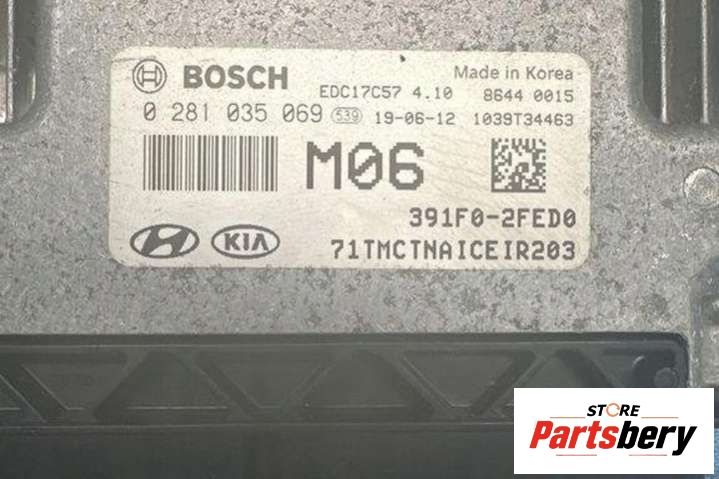 BOSCH
EDC17C57 4.10
Made in Korea
8644 0015
0 281 035 069 539 19-06-12 1039T34463
M06
391F0-2FED0
KIA
71TMCTNAICEIR203
STORE
Partsbery